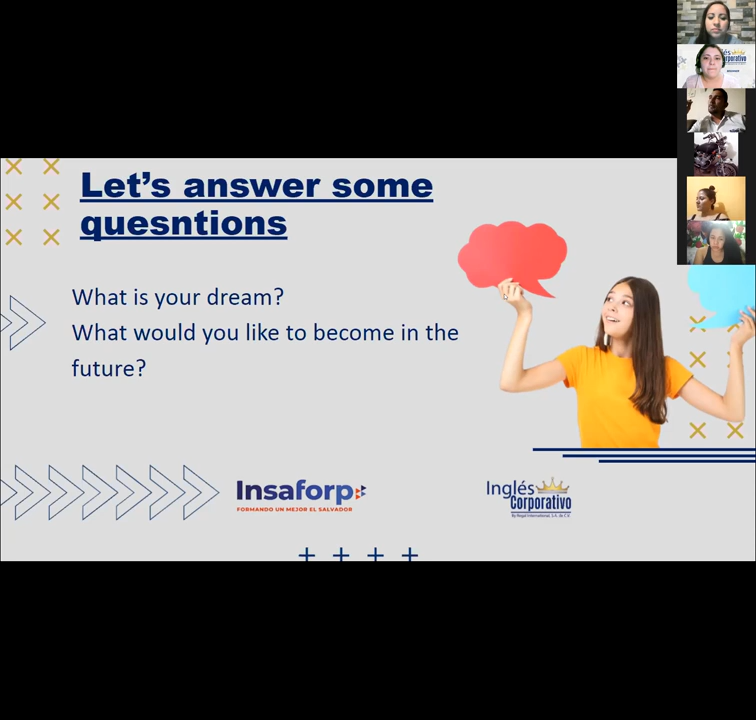 Let's answer some
quesntions
What is your dream?
What would you like to become in the
future?
Insaforp
FORMANDO UN MEJOR EL SALVADOR
Inglés
Corporativo
By Royal International, S.A. de C.V.